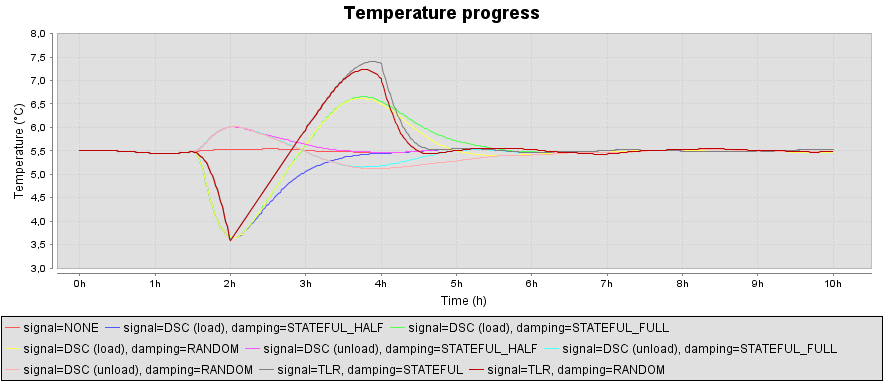 Temperature progress
8,0
7,5
7,0
6,5
6,0
5,5
5,0
4,5
4,0
3,5
3,0
Temperature (°C)
0h 1h 2h 3h 4h 5h 6h 7h 8h 9h 10h
Time (h)
signal=NONE signal=DSC (load), damping=STATEFUL_HALF signal=DSC (load), damping=STATEFUL_FULL
signal=DSC (load), damping=RANDOM signal=DSC (unload), damping=STATEFUL_HALF signal=DSC (unload), damping=STATEFUL_FULL
signal=DSC (unload), damping=RANDOM signal=TLR, damping=STATEFUL signal=TLR, damping=RANDOM